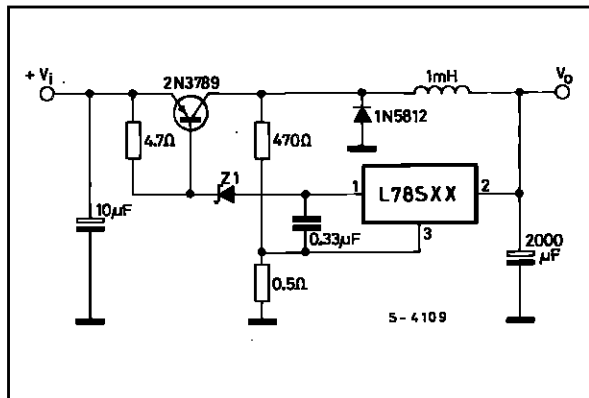 + Vi
2N3789
1mH
Vo
1N5812
4.7Ω
470Ω
Z1
1
L78SXX
2
10µF
0.33µF
3
2000
µF
0.5Ω
S-4109